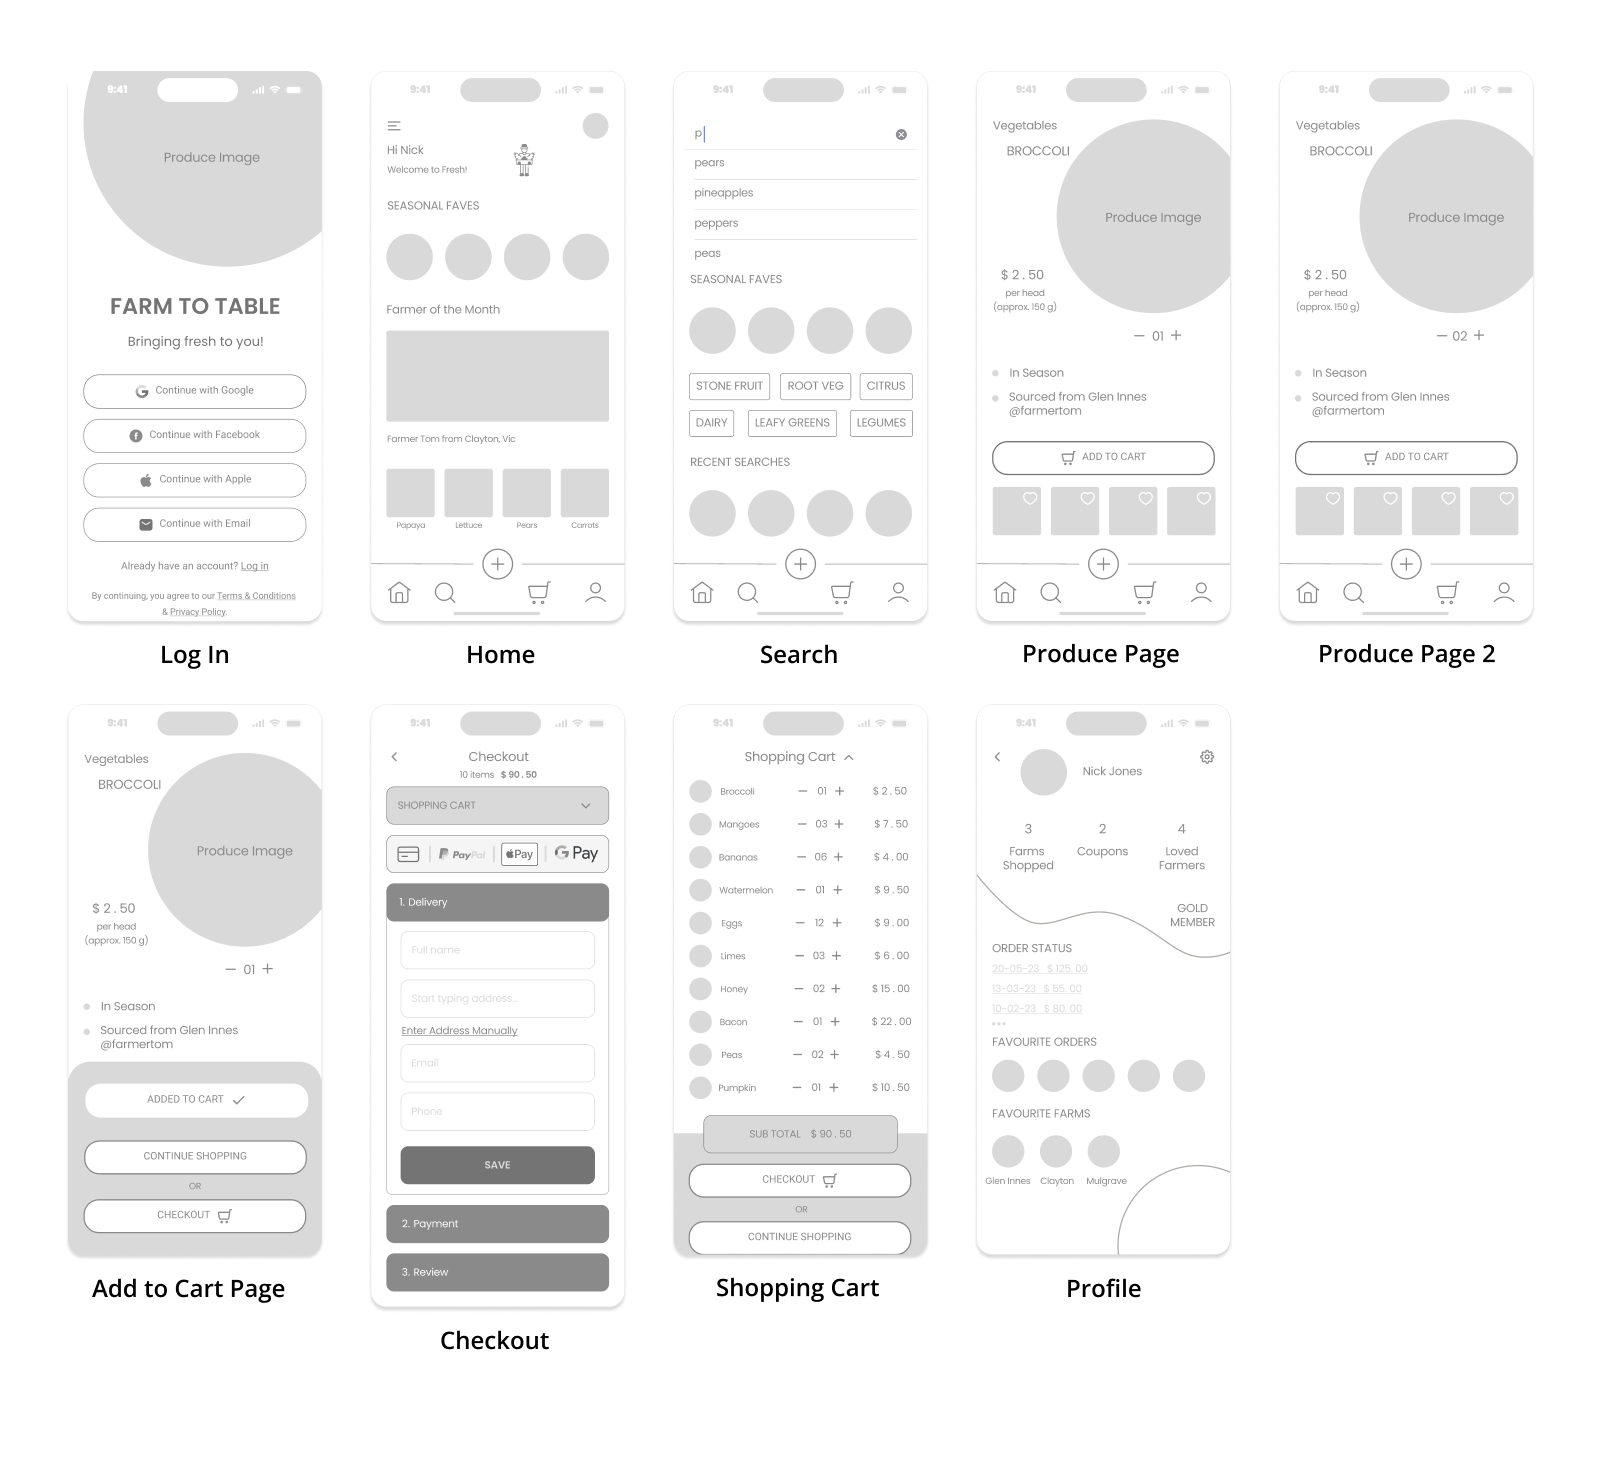 9:41
Produce Image
FARM TO TABLE
Bringing fresh to you!
Continue with Google
Continue with Facebook
Continue with Apple
Continue with Email
Already have an account? Log in
By continuing, you agree to our Terms & Conditions
& Privacy Policy.
Log In
9:41
Hi Nick
Welcome to Fresh!
SEASONAL FAVES
Farmer of the Month
Farmer Tom from Clayton, Vic
Papaya Lettuce Pears Carrots
Home
9:41
p
pears
pineapples
peppers
peas
SEASONAL FAVES
STONE FRUIT ROOT VEG CITRUS
DAIRY LEAFY GREENS LEGUMES
RECENT SEARCHES
Search
9:41
Vegetables
BROCCOLI
Produce Image
$ 2 . 50
per head
(approx. 150 g)
— 01 +
In Season
Sourced from Glen Innes
@farmertom
ADD TO CART
Produce Page
9:41
Vegetables
BROCCOLI
Produce Image
$ 2 . 50
per head
(approx. 150 g)
— 02 +
In Season
Sourced from Glen Innes
@farmertom
ADD TO CART
Produce Page 2
9:41
Vegetables
BROCCOLI
Produce Image
$ 2 . 50
per head
(approx. 150 g)
— 01 +
In Season
Sourced from Glen Innes
@farmertom
ADDED TO CART
CONTINUE SHOPPING
OR
CHECKOUT
Add to Cart Page
9:41
Checkout
10 items $ 90 . 50
SHOPPING CART
PayPal Pay G Pay
1. Delivery
Full name
Start typing address...
Enter Address Manually
Email
Phone
SAVE
2. Payment
3. Review
Checkout
9:41
Shopping Cart
Broccoli — 01 + $ 2 . 50
Mangoes — 03 + $ 7 . 50
Bananas — 06 + $ 4 . 00
Watermelon — 01 + $ 9 . 50
Eggs — 12 + $ 9 . 00
Limes — 03 + $ 6 . 00
Honey — 02 + $ 15 . 00
Bacon — 01 + $ 22 . 00
Peas — 02 + $ 4 . 50
Pumpkin — 01 + $ 10 . 50
SUB TOTAL $ 90 . 50
CHECKOUT
OR
CONTINUE SHOPPING
Shopping Cart
9:41
Nick Jones
3 2 4
Farms Coupons Loved
Shopped Farmers
GOLD
MEMBER
ORDER STATUS
20-05-23 $ 125. 00
13-03-23 $ 55. 00
10-02-23 $ 80. 00
FAVOURITE ORDERS
FAVOURITE FARMS
Glen Innes Clayton Mulgrave
Profile